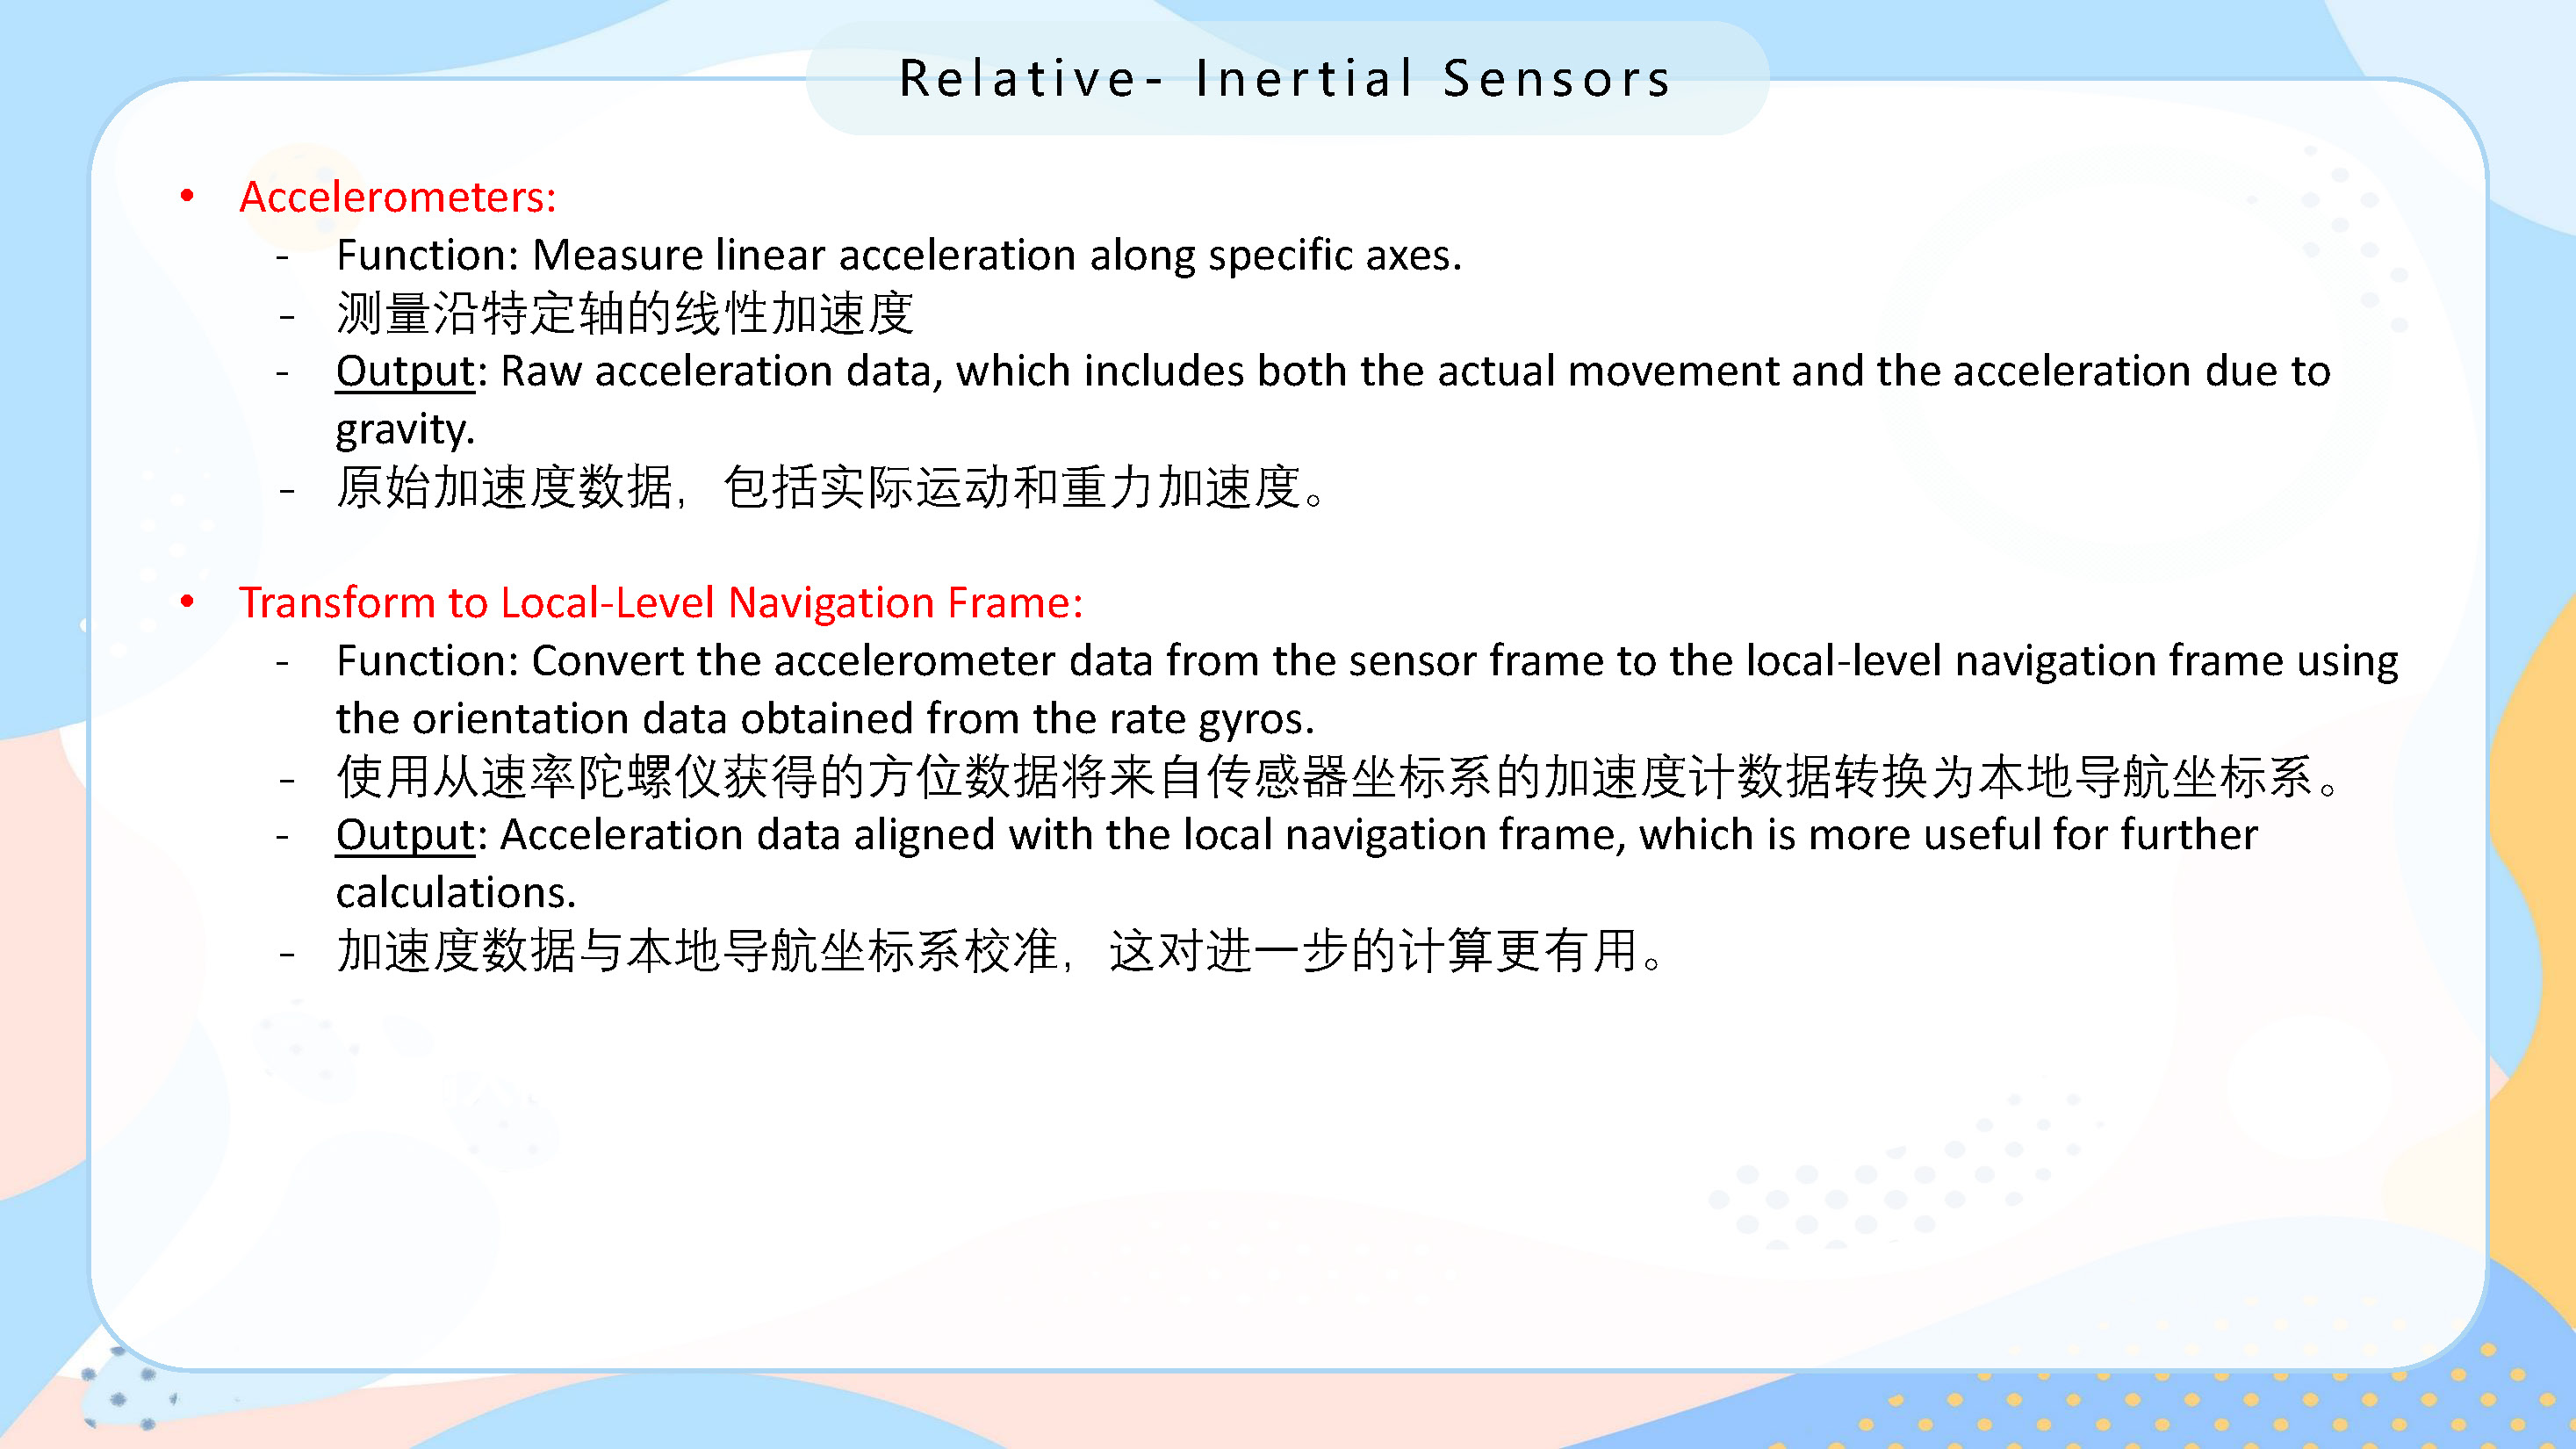 Relative- Inertial Sensors
• Accelerometers:
- Function: Measure linear acceleration along specific axes.
- 测量沿特定轴的线性加速度
- Output: Raw acceleration data, which includes both the actual movement and the acceleration due to
gravity.
- 原始加速度数据，包括实际运动和重力加速度。
• Transform to Local-Level Navigation Frame:
- Function: Convert the accelerometer data from the sensor frame to the local-level navigation frame using
the orientation data obtained from the rate gyros.
- 使用从速率陀螺仪获得的方位数据将来自传感器坐标系的加速度计数据转换为本地导航坐标系。
- Output: Acceleration data aligned with the local navigation frame, which is more useful for further
calculations.
- 加速度数据与本地导航坐标系校准，这对进一步的计算更有用。